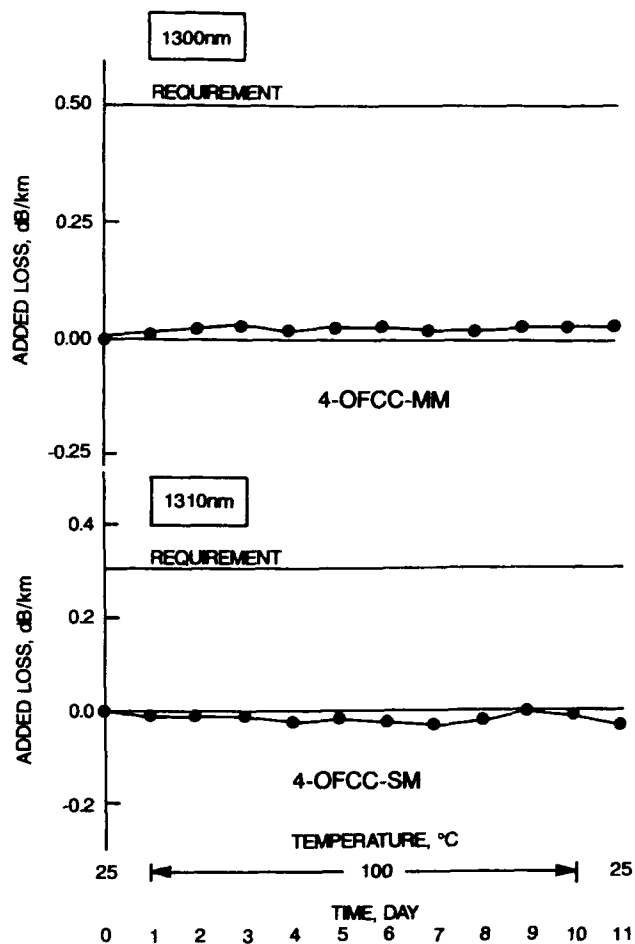 1300nm
REQUIREMENT
0.50
0.25
0.00
-0.25
ADDED LOSS, dB/km
4-OFCC-MM
1310nm
0.4
REQUIREMENT
0.2
0.0
-0.2
ADDED LOSS, dB/km
4-OFCC-SM
TEMPERATURE, °C
25 100 25
TIME, DAY
0 1 2 3 4 5 6 7 8 9 10 11